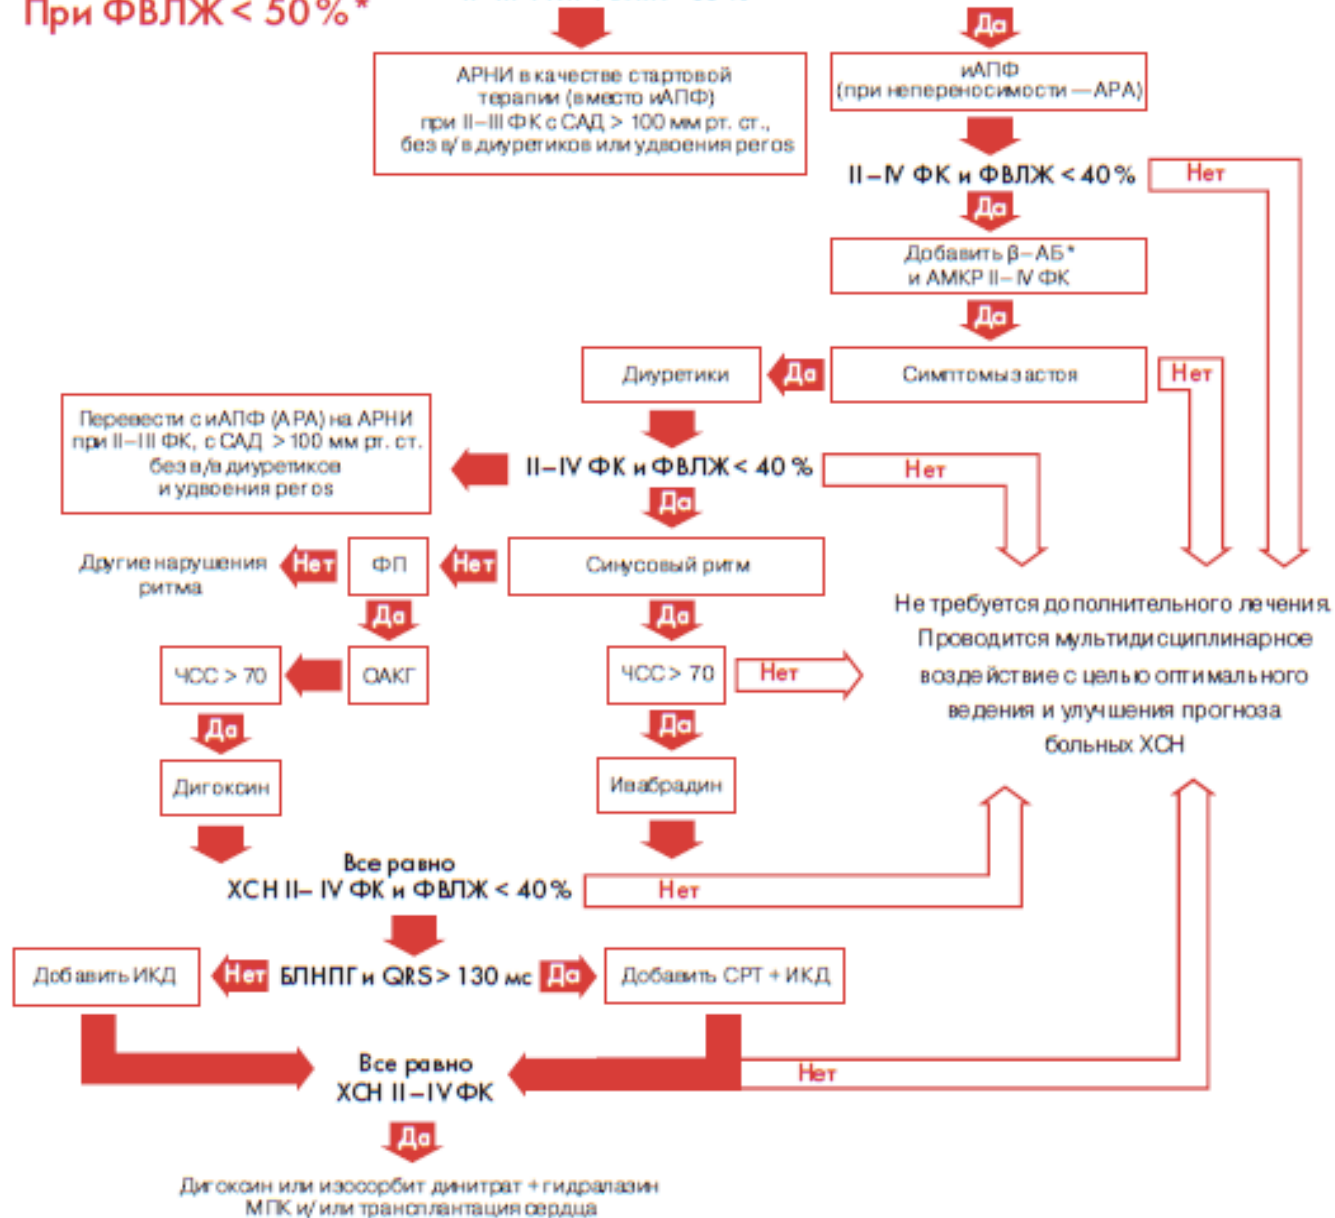 При ФВЛЖ < 50%*
Да
АРНИ в качестве стартовой
терапии (вместо иАПФ)
при II–III ФК с САД > 100 мм рт. ст.,
без в/в диуретиков или удвоения peros
иАПФ
(при непереносимости — АРА)
II–IV ФК и ФВЛЖ < 40%
Нет
Да
Добавить β–АБ*
и АМКР II–IV ФК
Да
Диуретики
Да
Симптомы застоя
Нет
Перевести с иАПФ (АРА) на АРНИ
при II–III ФК, с САД >100 мм рт. ст.
без в/в диуретиков
и удвоения peros
II–IV ФК и ФВЛЖ < 40 %
Нет
Да
Другие нарушения
ритма
Нет
ФП
Нет
Синусовый ритм
Да
Да
ЧСС > 70
ОАКГ
ЧСС > 70
Нет
Не требуется дополнительного лечения.
Проводится мультидисциплинарное
воздействие с целью оптимального
ведения и улучшения прогноза
больных ХСН
Да
Да
Дигоксин
Ивабрадин
Все равно
ХСН II– IV ФК и ФВЛЖ < 40%
Нет
Добавить ИКД
Нет
БЛНПГ и QRS > 130 мс
Да
Добавить СРТ + ИКД
Все равно
ХСН II–IV ФК
Нет
Да
Дигоксин или изосорбит динитрат + гидралазин
МПК и/или трансплантация сердца